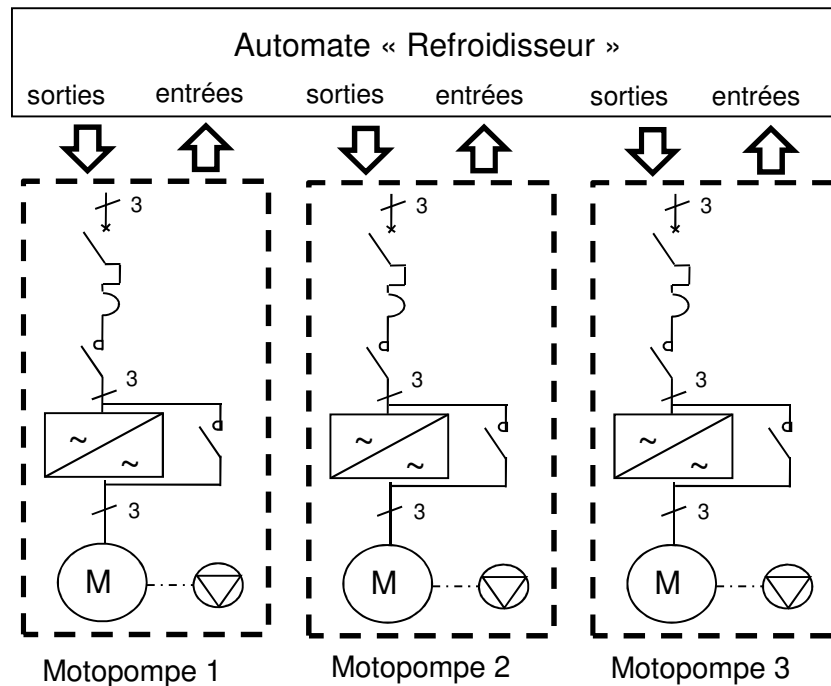 Automate « Refroidisseur »
sorties entrées sorties entrées sorties entrées
3 3 3
3 3 3
~ ~ ~
~ ~ ~
3 3 3
M M M
Motopompe 1 Motopompe 2 Motopompe 3